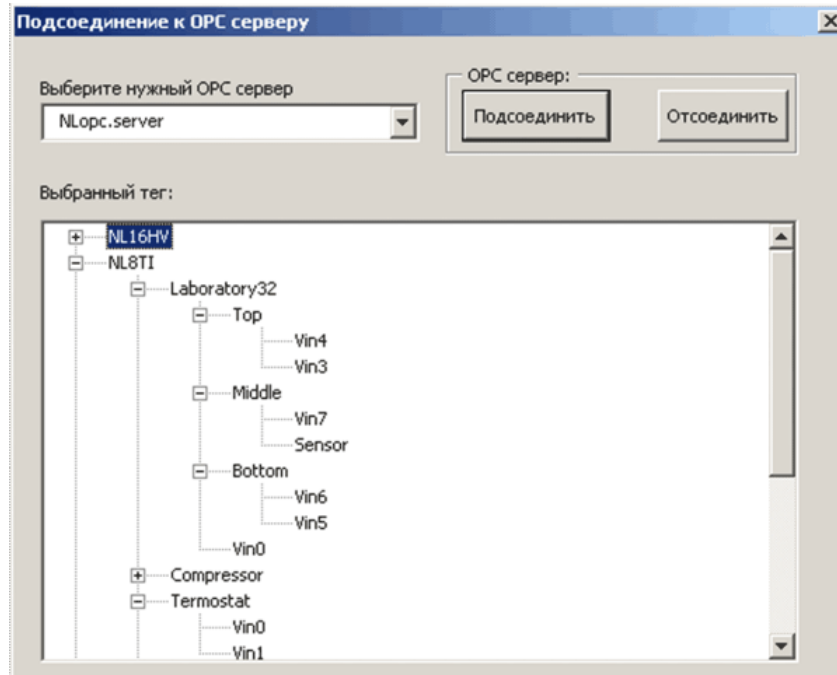 Подсоединение к OPC серверу
OPC сервер:
Выберите нужный OPC сервер
NLopc.server
Подсоединить
Отсоединить
Выбранный тег:
NL16HV
NL8TI
Laboratory32
Top
Vin4
Vin3
Middle
Vin7
Sensor
Bottom
Vin6
Vin5
Vin0
Compressor
Termostat
Vin0
Vin1